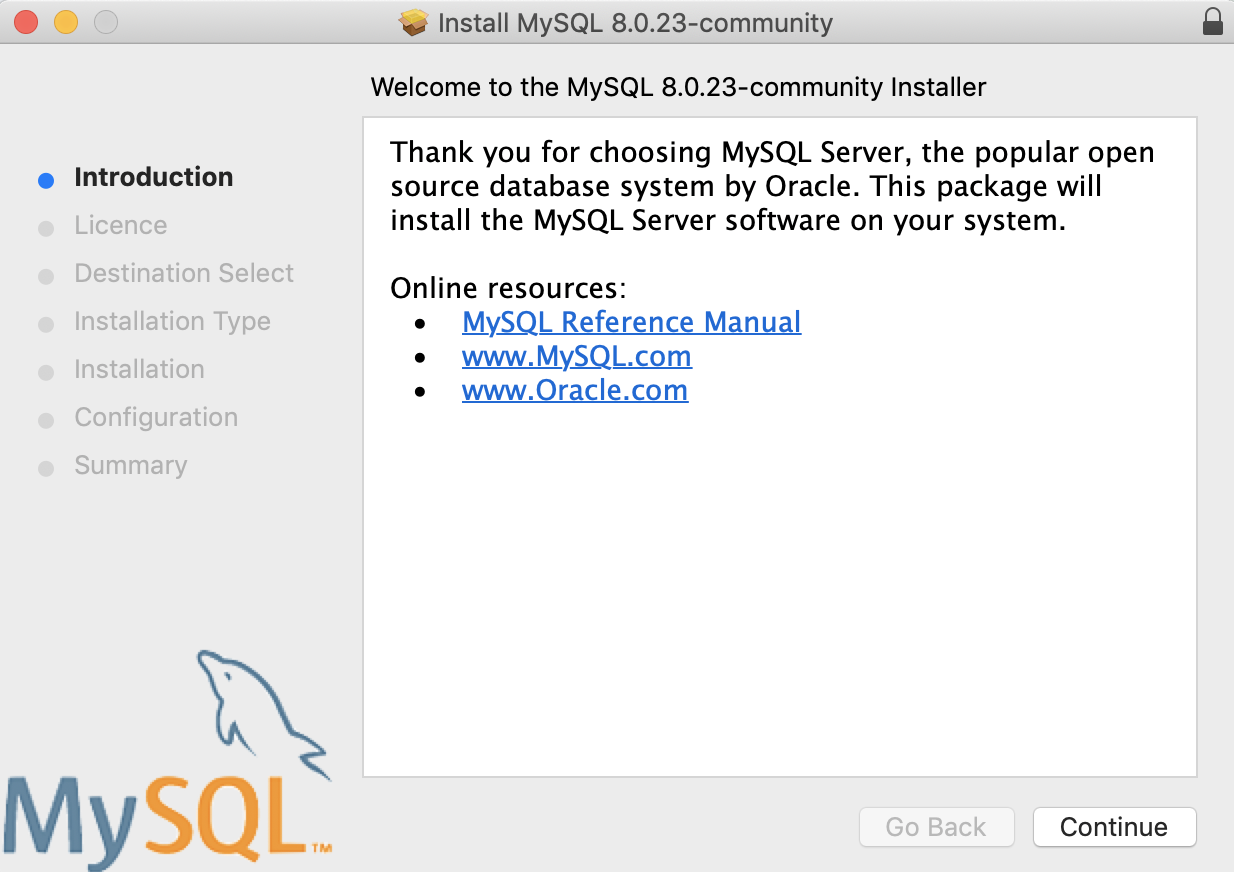 Install MySQL 8.0.23-community
Welcome to the MySQL 8.0.23-community Installer
Introduction
Licence
Destination Select
Installation Type
Installation
Configuration
Summary
Thank you for choosing MySQL Server, the popular open
source database system by Oracle. This package will
install the MySQL Server software on your system.
Online resources:
• MySQL Reference Manual
• www.MySQL.com
• www.Oracle.com
MySQL™
Go Back
Continue